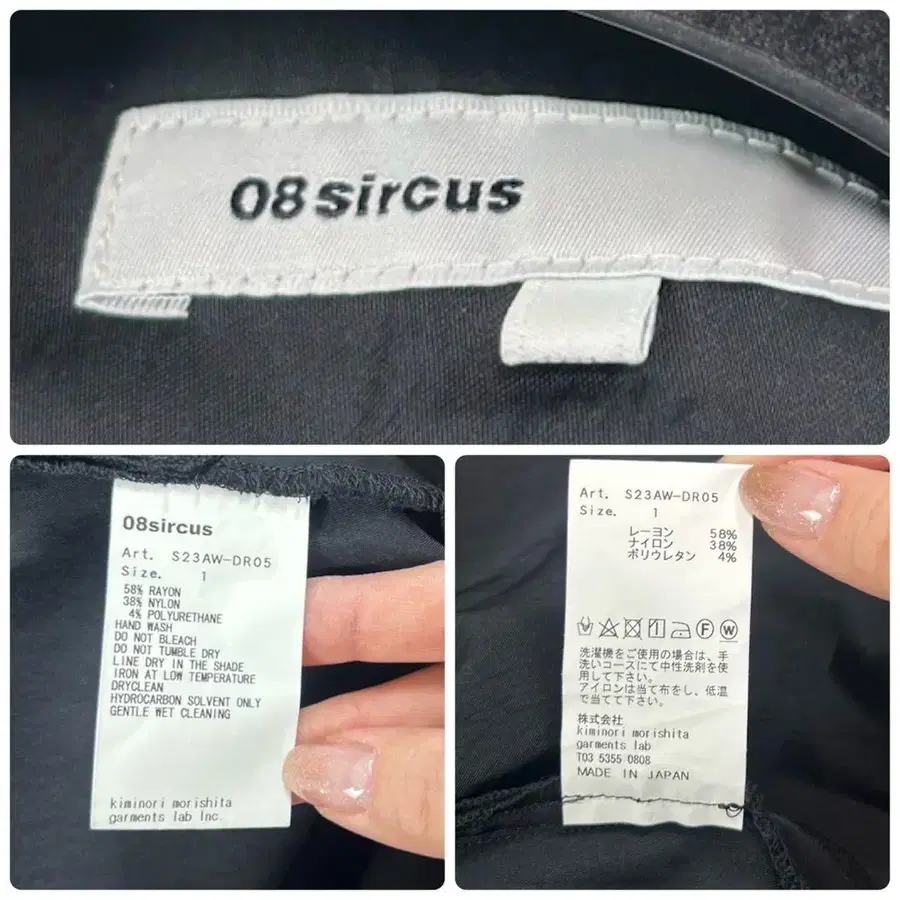 08sircus
08sircus
Art. S23AW-DR05
Size. 1
58% RAYON
38% NYLON
4% POLYURETHANE
HAND WASH
DO NOT BLEACH
DO NOT TUMBLE DRY
LINE DRY IN THE SHADE
IRON AT LOW TEMPERATURE
DRYCLEAN
HYDROCARBON SOLVENT ONLY
GENTLE WET CLEANING
kiminori morishita
garments lab Inc.
Art. S23AW-DR05
Size. 1
レーヨン 58%
ナイロン 38%
ポリウレタン 4%
F W
洗濯機をご使用の場合は、手
洗いコースにて中性洗剤を使
用して下さい。
アイロンは当て布をし、低温
で当てて下さい。
株式会社
kiminori morishita
garments lab
T03 5355 0808
MADE IN JAPAN